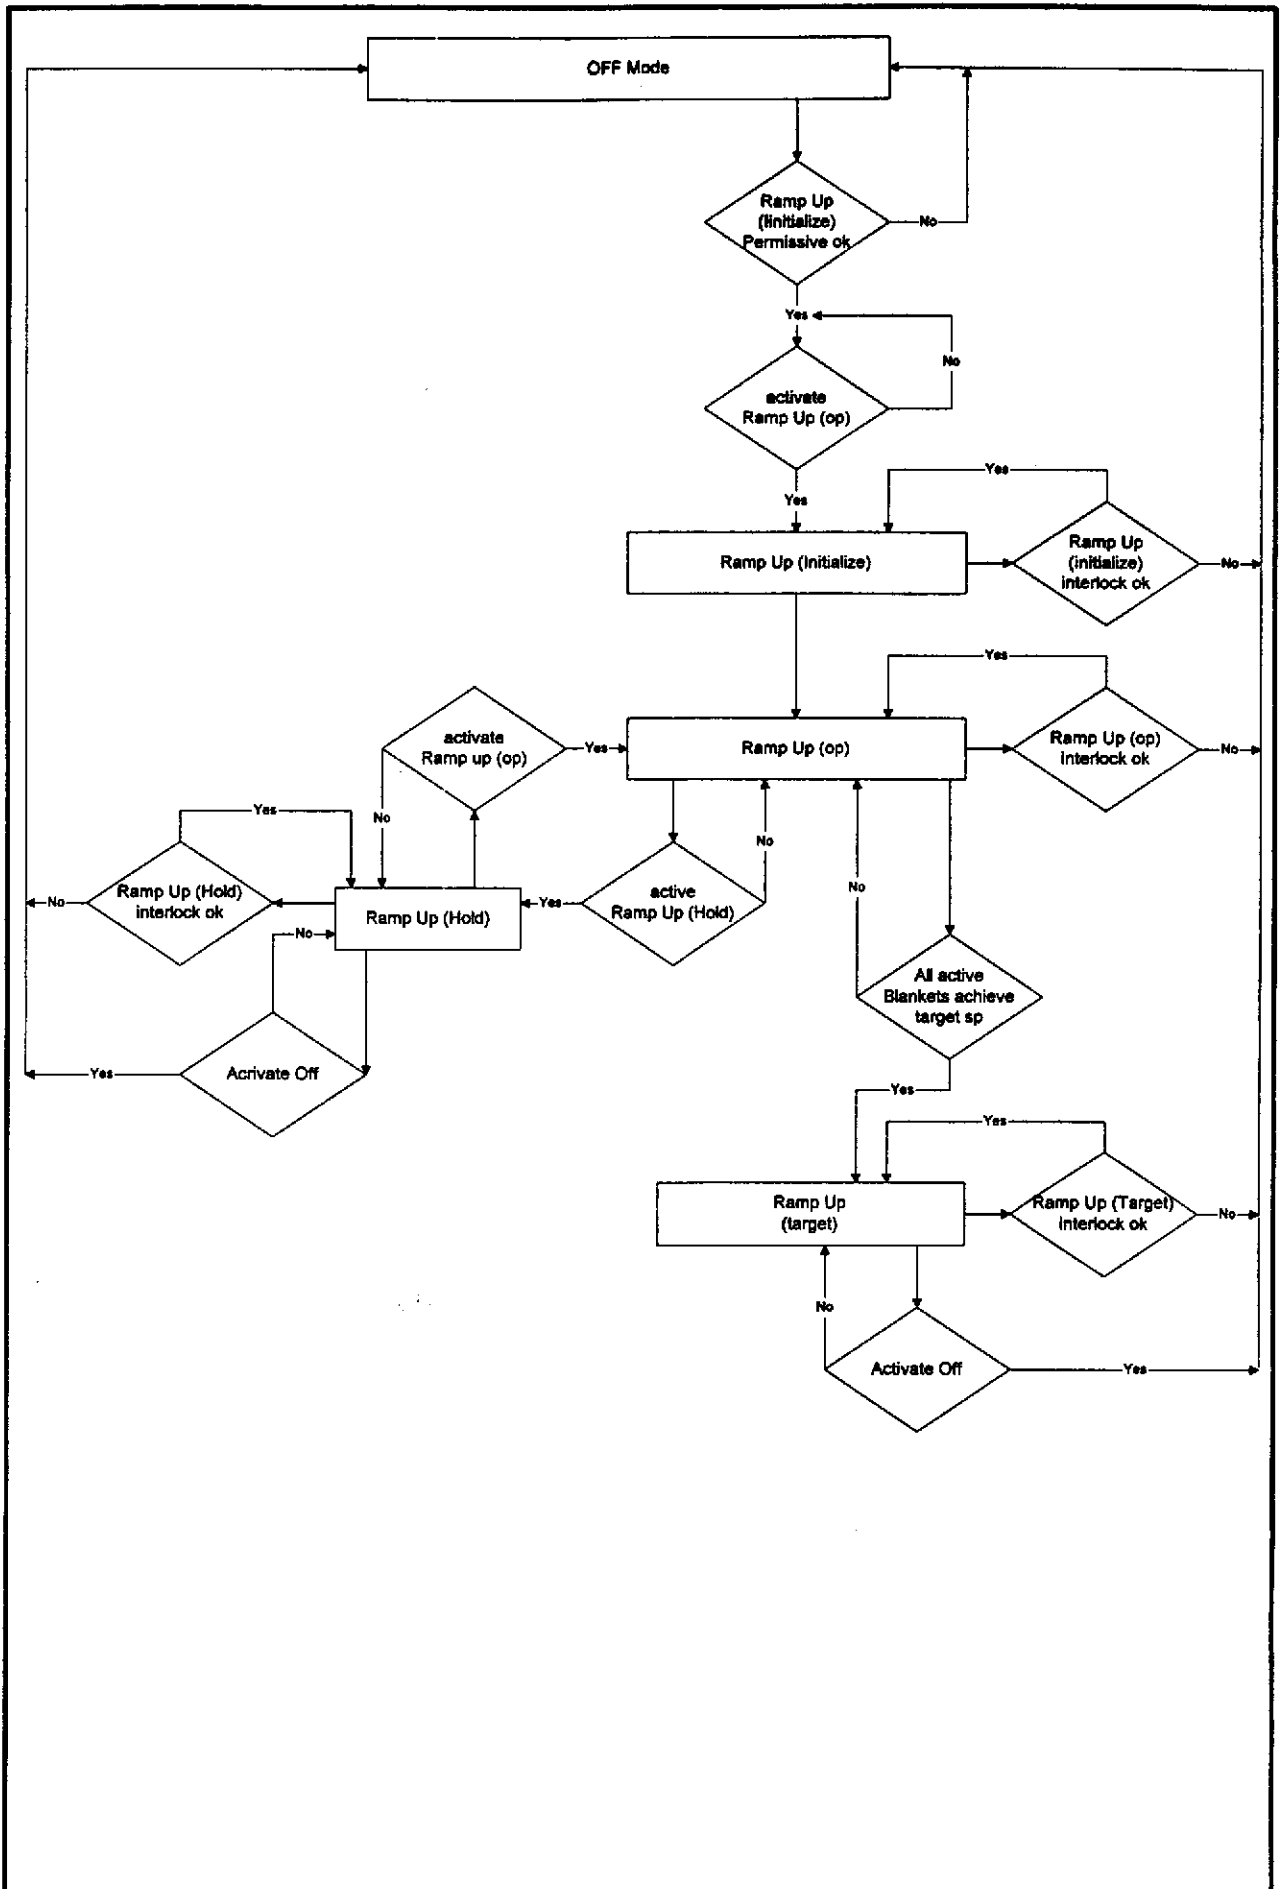 OFF Mode
Ramp Up
(Iinitialize)
Permissive ok
No
Yes
No
activate
Ramp Up (op)
Yes
Yes
Ramp Up (Initialize)
Ramp Up
(initialize)
interlock ok
No
Yes
activate
Ramp up (op)
Yes
Ramp Up (op)
Ramp Up (op)
interlock ok
No
No
Yes
No
No
Ramp Up (Hold)
interlock ok
No
Ramp Up (Hold)
Yes
active
Ramp Up (Hold)
No
All active
Blankets achieve
target sp
Acrivate Off
Yes
Yes
Yes
Ramp Up
(target)
Ramp Up (Target)
interlock ok
No
No
Activate Off
Yes